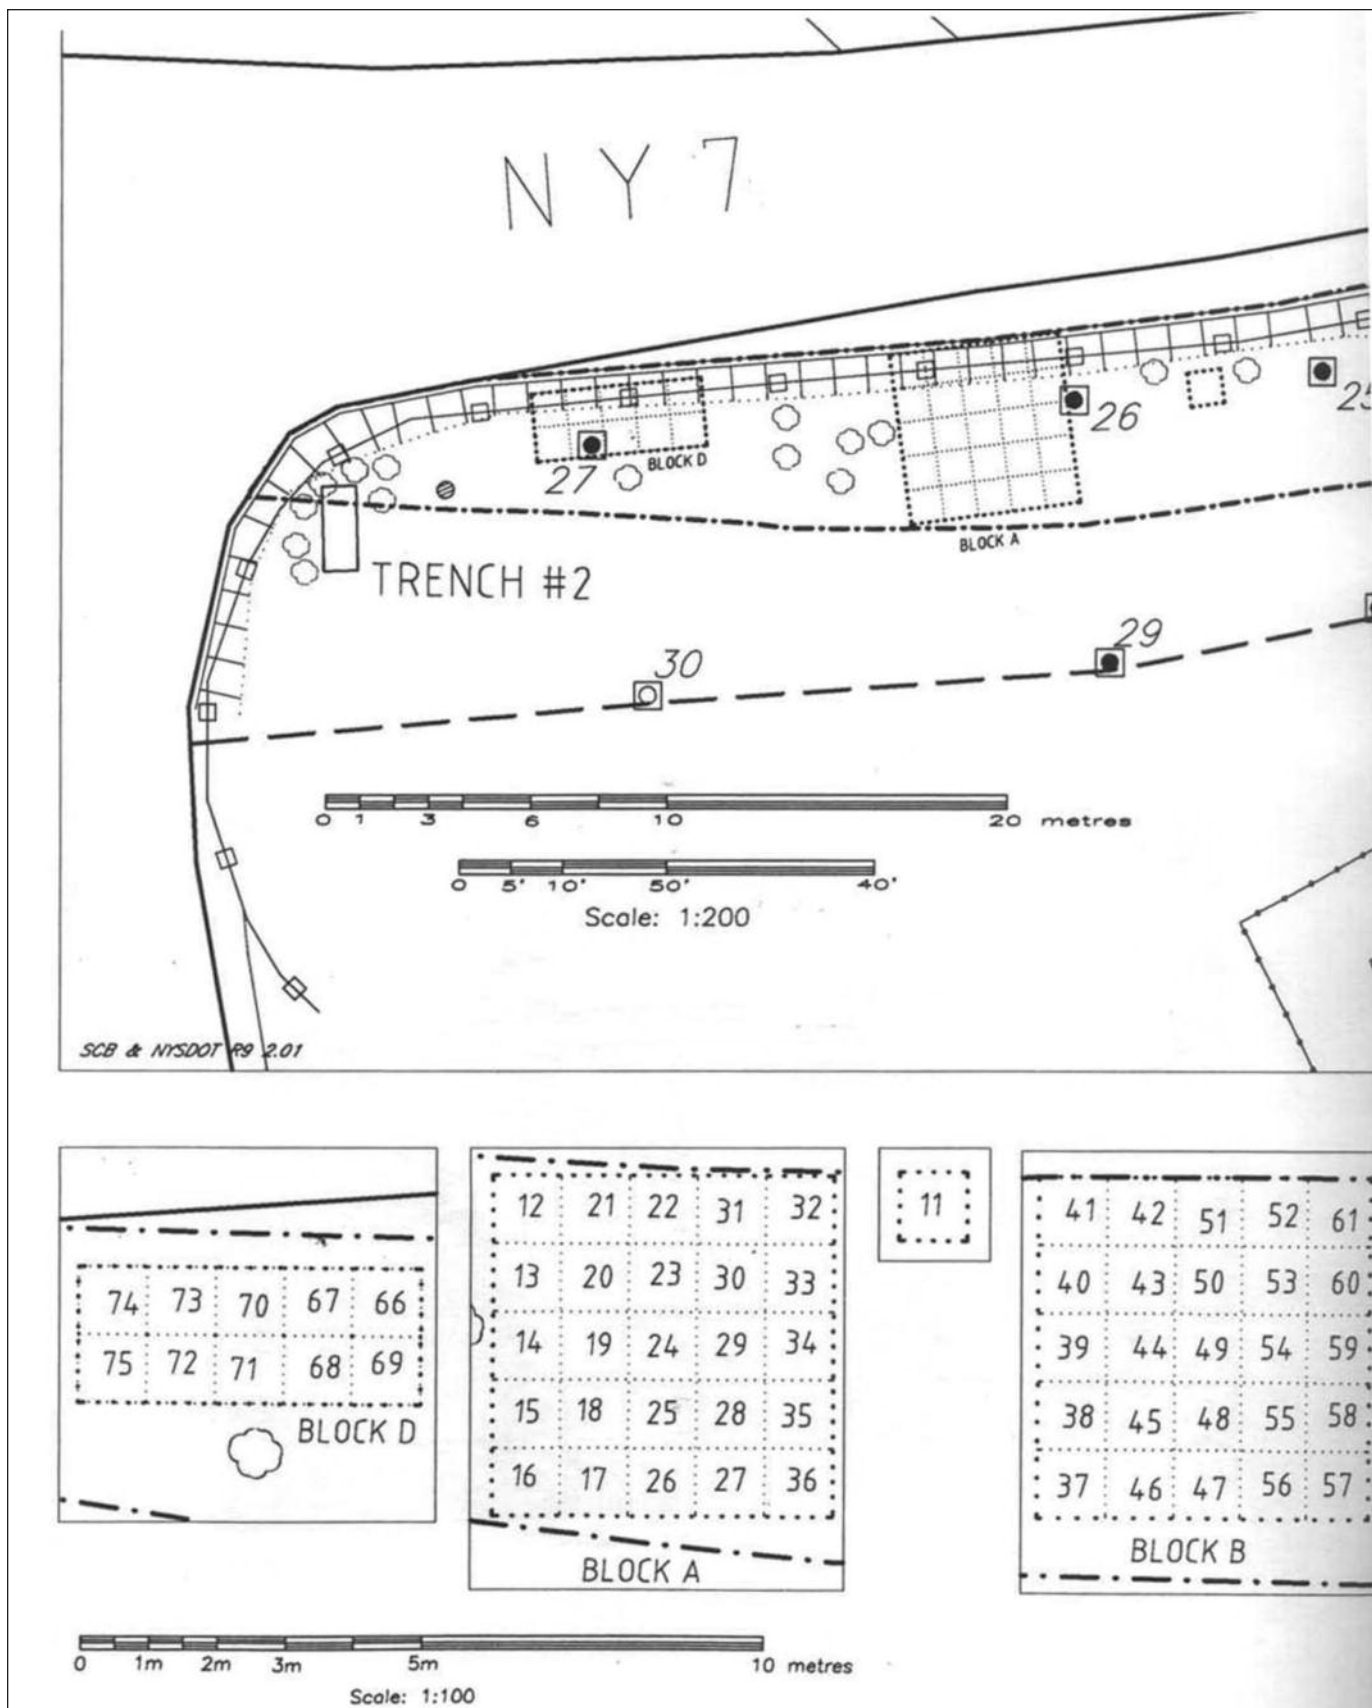 NY 7
26
25
27
BLOCK D
BLOCK A
TRENCH #2
29
30
0 1 3 6 10 20 metres
0 5' 10' 50' 40'
Scale: 1:200
SCB & NYSDOT R9 2.01
12 21 22 31 32
11
41 42 51 52 61
74 73 70 67 66
13 20 23 30 33
40 43 50 53 60
75 72 71 68 69
14 19 24 29 34
39 44 49 54 59
BLOCK D
15 18 25 28 35
38 45 48 55 58
16 17 26 27 36
37 46 47 56 57
BLOCK A
BLOCK B
0 1m 2m 3m 5m 10 metres
Scale: 1:100